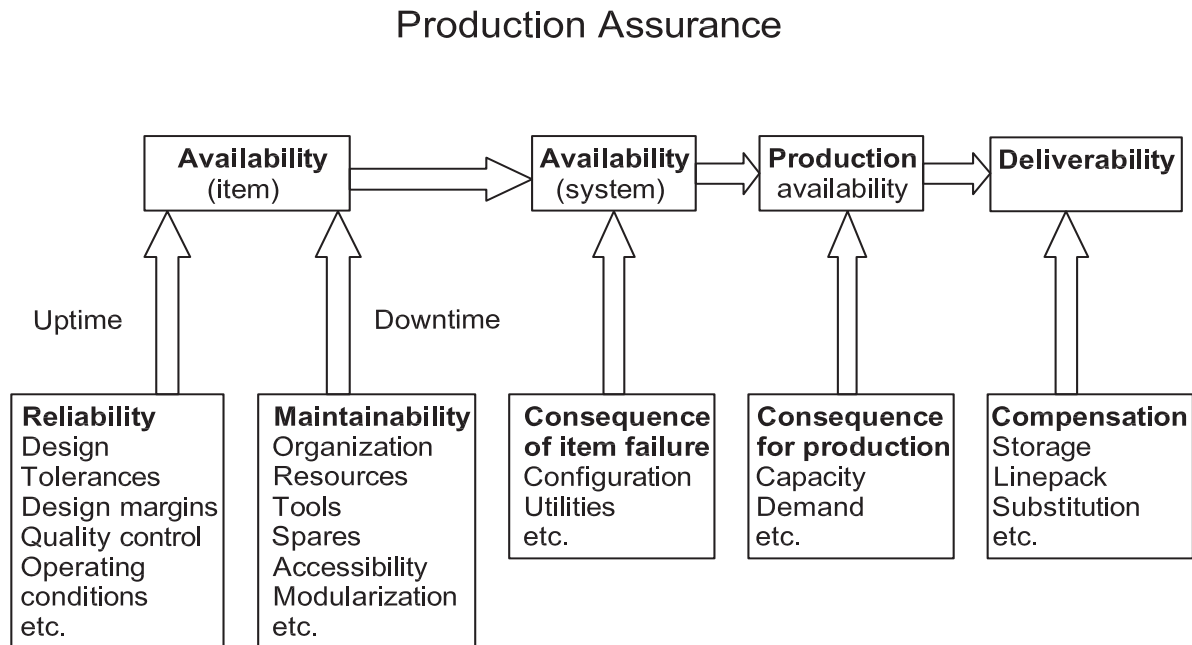 Production Assurance
Availability
(item)
Availability
(system)
Production
availability
Deliverability
Uptime
Downtime
Reliability
Design
Tolerances
Design margins
Quality control
Operating
conditions
etc.
Maintainability
Organization
Resources
Tools
Spares
Accessibility
Modularization
etc.
Consequence
of item failure
Configuration
Utilities
etc.
Consequence
for production
Capacity
Demand
etc.
Compensation
Storage
Linepack
Substitution
etc.